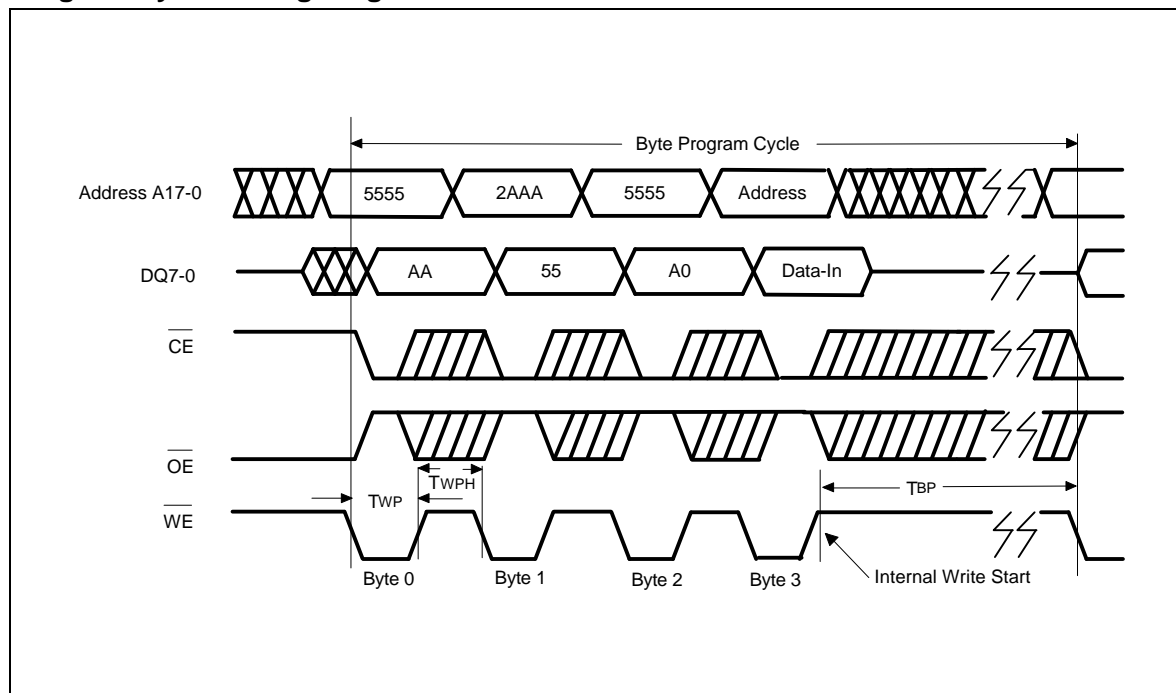 Byte Program Cycle
Address A17-0
5555
2AAA
5555
Address
DQ7-0
AA
55
A0
Data-In
CE
OE
TWPH
TWP
TBP
WE
Byte 0
Byte 1
Byte 2
Byte 3
Internal Write Start